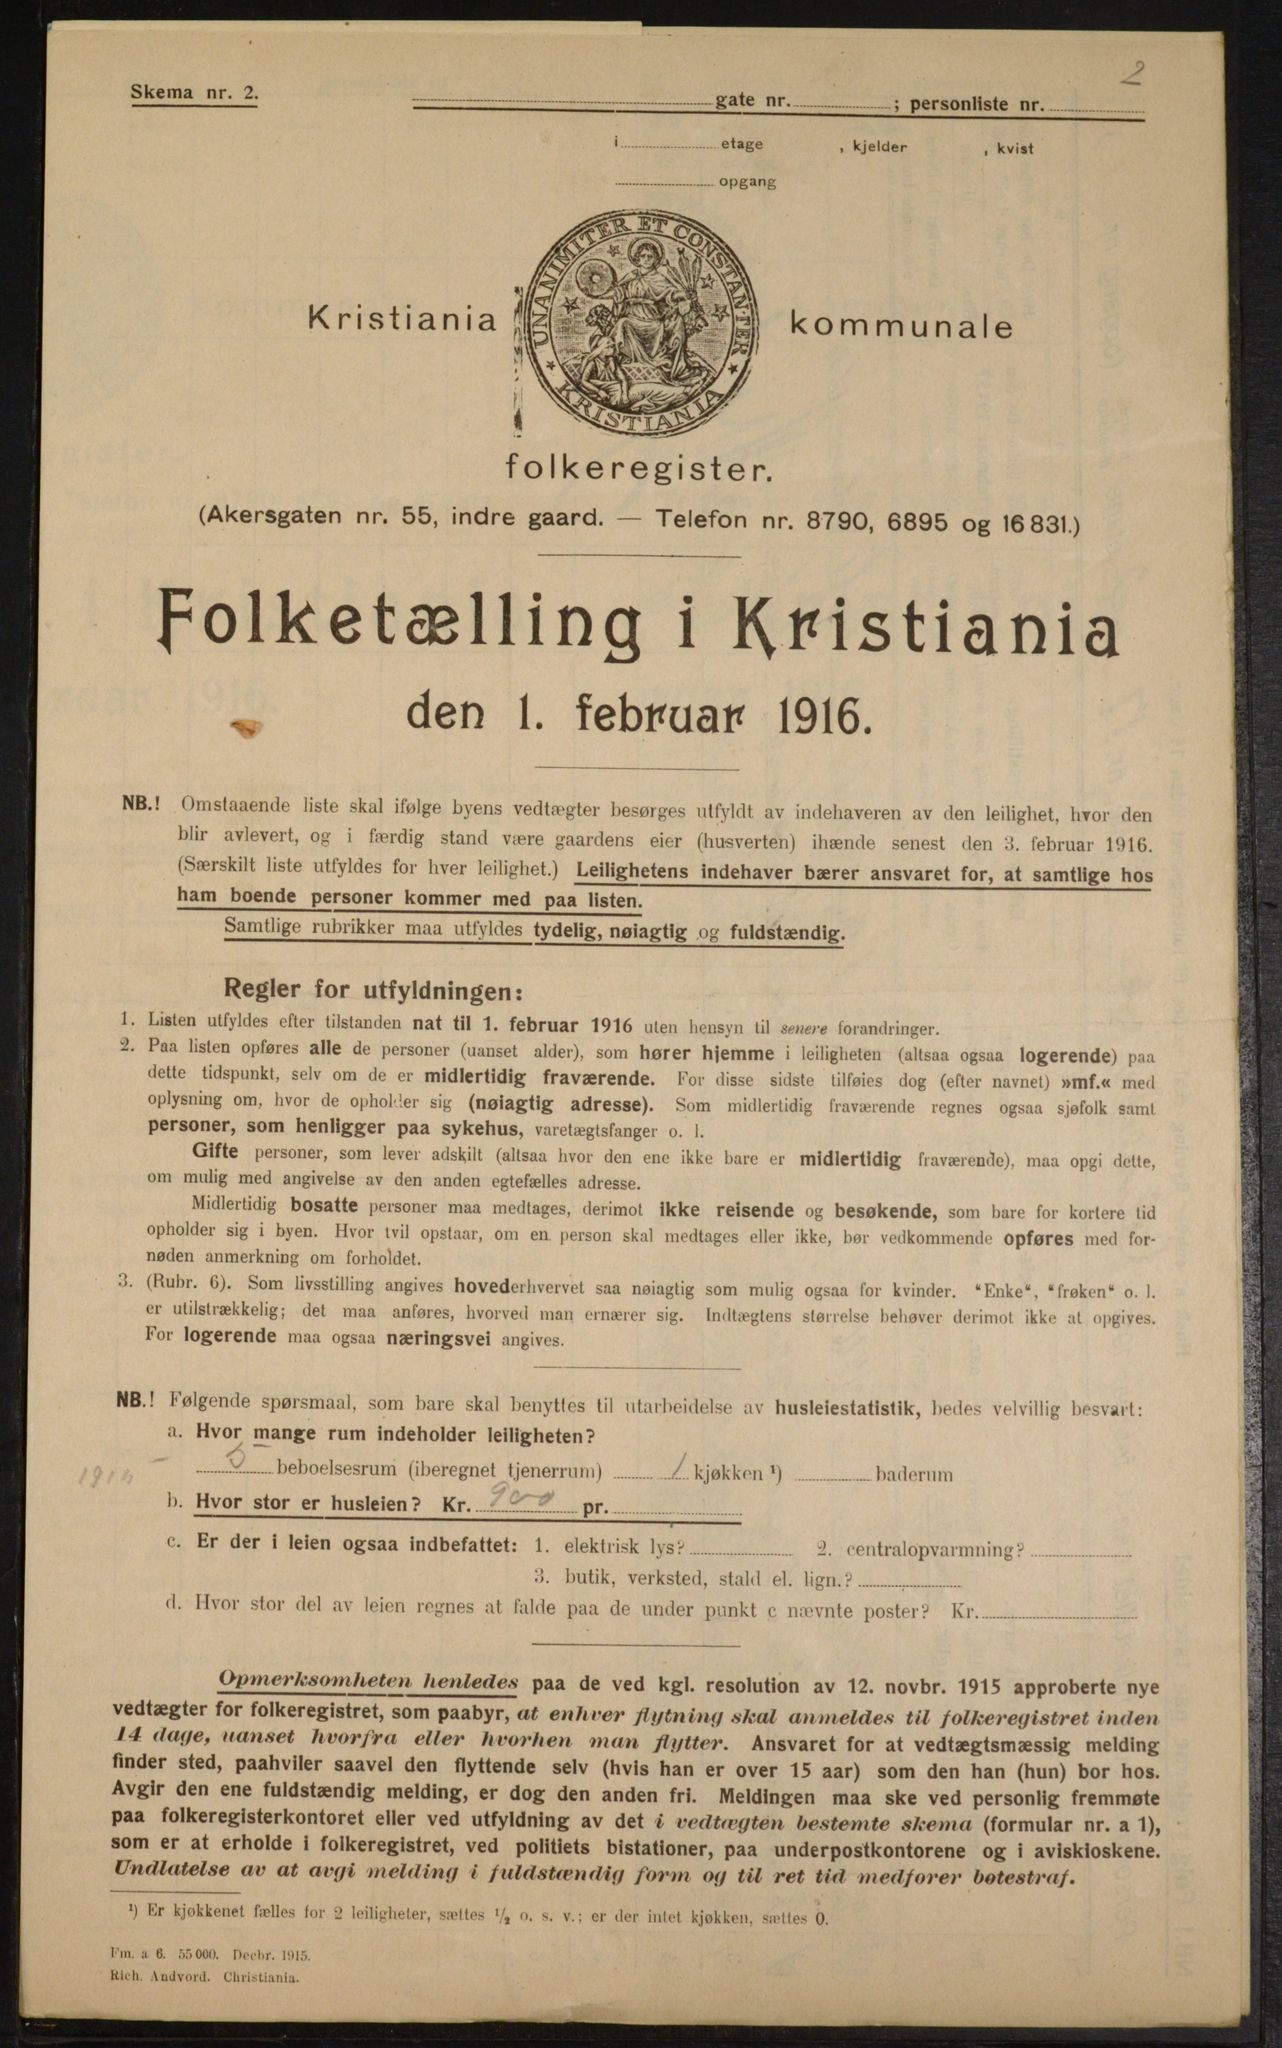 2
Skema nr. 2.
gate nr. ; personliste nr.
i etage , kjelder , kvist
opgang
UNANIMITER ET CONSTANTER
KRISTIANIA
Kristiania kommunale
folkeregister.
(Akersgaten nr. 55, indre gaard. — Telefon nr. 8790, 6895 og 16 831.)
Folketælling i Kristiania
den 1. februar 1916.
NB.! Omstaaende liste skal ifølge byens vedtægter besørges utfyldt av indehaveren av den leilighet, hvor den
blir avlevert, og i færdig stand være gaardens eier (husverten) ihænde senest den 3. februar 1916.
(Særskilt liste utfyldes for hver leilighet.) Leilighetens indehaver bærer ansvaret for, at samtlige hos
ham boende personer kommer med paa listen.
Samtlige rubrikker maa utfyldes tydelig, nøiagtig og fuldstændig.
Regler for utfyldningen:
1. Listen utfyldes efter tilstanden nat til 1. februar 1916 uten hensyn til senere forandringer.
2. Paa listen opføres alle de personer (uanset alder), som hører hjemme i leiligheten (altsaa ogsaa logerende) paa
dette tidspunkt, selv om de er midlertidig fraværende. For disse sidste tilføies dog (efter navnet) »mf.« med
oplysning om, hvor de opholder sig (nøiagtig adresse). Som midlertidig fraværende regnes ogsaa sjøfolk samt
personer, som henligger paa sykehus, varetægtsfanger o. l.
Gifte personer, som lever adskilt (altsaa hvor den ene ikke bare er midlertidig fraværende), maa opgi dette,
om mulig med angivelse av den anden egtefælles adresse.
Midlertidig bosatte personer maa medtages, derimot ikke reisende og besøkende, som bare for kortere tid
opholder sig i byen. Hvor tvil opstaar, om en person skal medtages eller ikke, bør vedkommende opføres med for-
nøden anmerkning om forholdet.
3. (Rubr. 6). Som livsstilling angives hovederhvervet saa nøiagtig som mulig ogsaa for kvinder. "Enke", "frøken" o. l.
er utilstrækkelig; det maa anføres, hvorved man ernærer sig. Indtægtens størrelse behøver derimot ikke at opgives.
For logerende maa ogsaa næringsvei angives.
NB.! Følgende spørsmaal, som bare skal benyttes til utarbeidelse av husleiestatistik, bedes velvillig besvart:
a. Hvor mange rum indeholder leiligheten?
5 beboelsesrum (iberegnet tjenerrum) 1 kjøkken ¹) baderum
b. Hvor stor er husleien? Kr. 900 pr.
c. Er der i leien ogsaa indbefattet: 1. elektrisk lys? 2. centralopvarmning?
3. butik, verksted, stald el. lign.?
d. Hvor stor del av leien regnes at falde paa de under punkt c nævnte poster? Kr.
Opmerksomheten henledes paa de ved kgl. resolution av 12. novbr. 1915 approberte nye
vedtægter for folkeregistret, som paabyr, at enhver flytning skal anmeldes til folkeregistret inden
14 dage, uanset hvorfra eller hvorhen man flytter. Ansvaret for at vedtægtsmæssig melding
finder sted, paahviler saavel den flyttende selv (hvis han er over 15 aar) som den han (hun) bor hos.
Avgir den ene fuldstændig melding, er dog den anden fri. Meldingen maa ske ved personlig fremmøte
paa folkeregisterkontoret eller ved utfyldning av det i vedtægten bestemte skema (formular nr. a 1),
som er at erholde i folkeregistret, ved politiets bistationer, paa underpostkontorene og i aviskioskene.
Undlatelse av at avgi melding i fuldstændig form og til ret tid medfører bøtestraf.
¹) Er kjøkkenet fælles for 2 leiligheter, sættes ½ o. s. v.; er der intet kjøkken, sættes 0.
Fm. a 6. 55 000. Decbr. 1915.
Rich. Andvord. Christiania.